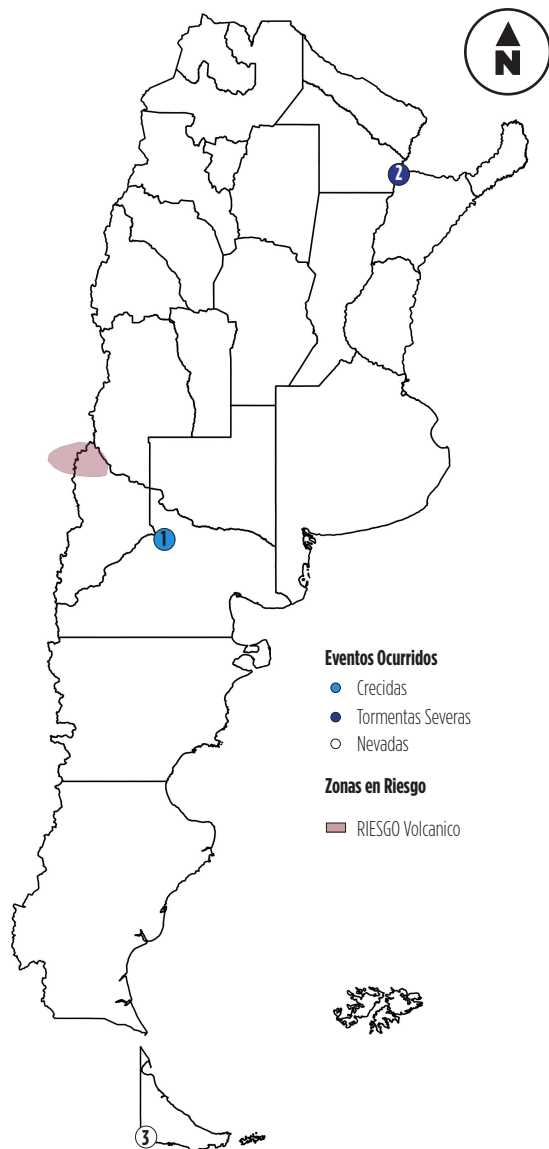 N
2
1
Eventos Ocurridos
Crecidas
Tormentas Severas
Nevadas
Zonas en Riesgo
RIESGO Volcanico
3